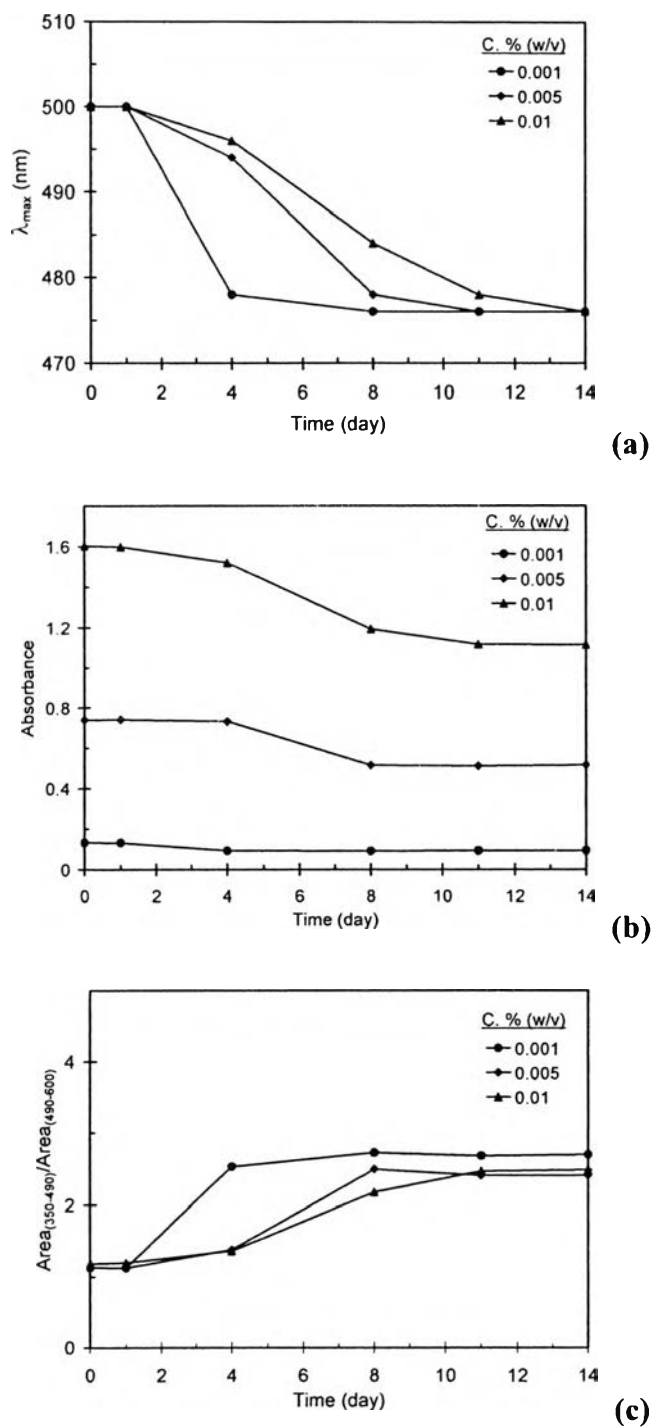 510
500
490
480
470
λmax (nm)
C. % (w/v)
0.001
0.005
0.01
0 2 4 6 8 10 12 14
Time (day)
(a)
1.6
1.2
0.8
0.4
0
Absorbance
C. % (w/v)
0.001
0.005
0.01
0 2 4 6 8 10 12 14
Time (day)
(b)
4
2
0
Area(350-490)/Area(490-600)
C. % (w/v)
0.001
0.005
0.01
0 2 4 6 8 10 12 14
Time (day)
(c)